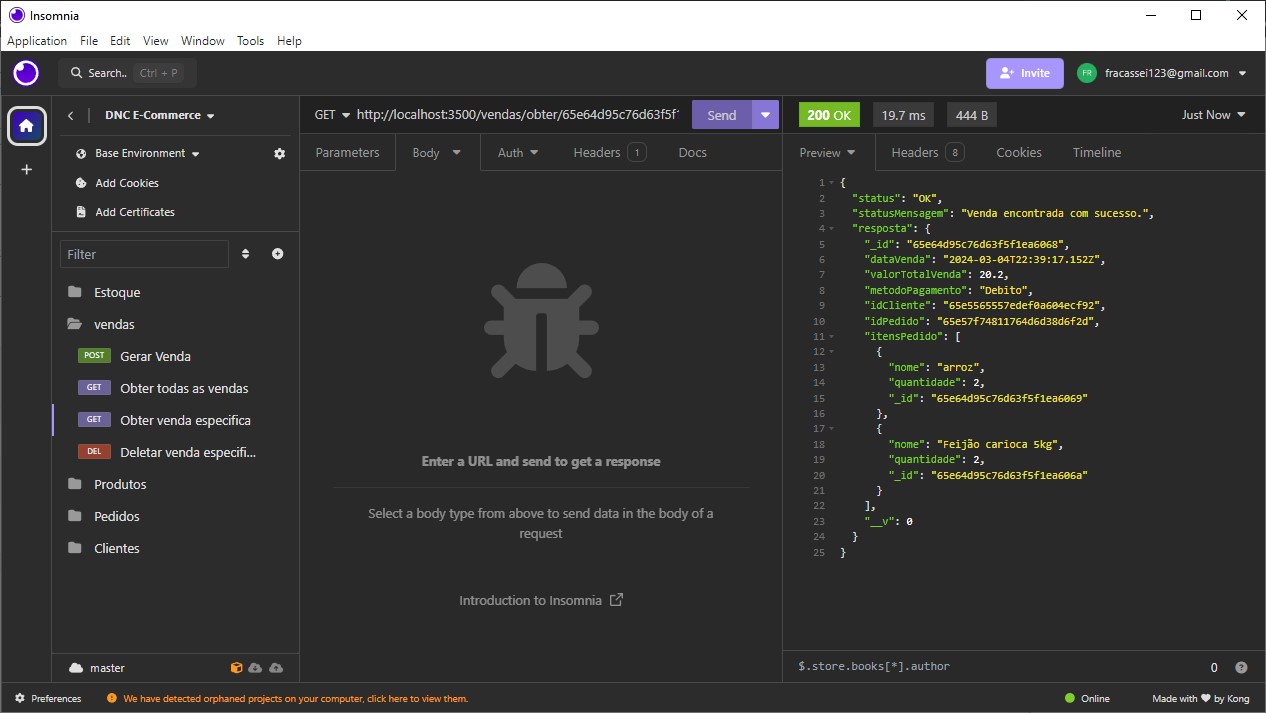 Insomnia
Application File Edit View Window Tools Help
Search.. Ctrl + P
Invite
FR fracassei123@gmail.com
DNC E-Commerce
Base Environment
Add Cookies
Add Certificates
Filter
Estoque
vendas
POST Gerar Venda
GET Obter todas as vendas
GET Obter venda especifica
DEL Deletar venda especifi...
Produtos
Pedidos
Clientes
master
GET http://localhost:3500/vendas/obter/65e64d95c76d63f5f1
Send
Parameters Body Auth Headers 1 Docs
Enter a URL and send to get a response
Select a body type from above to send data in the body of a
request
Introduction to Insomnia
200 OK 19.7 ms 444 B Just Now
Preview Headers 8 Cookies Timeline
1 {
2 "status": "OK",
3 "statusMensagem": "Venda encontrada com sucesso.",
4 "resposta": {
5 "_id": "65e64d95c76d63f5f1ea6068",
6 "dataVenda": "2024-03-04T22:39:17.152Z",
7 "valorTotalVenda": 20.2,
8 "metodoPagamento": "Debito",
9 "idCliente": "65e5565557edef0a604ecf92",
10 "idPedido": "65e57f74811764d6d38d6f2d",
11 "itensPedido": [
12 {
13 "nome": "arroz",
14 "quantidade": 2,
15 "_id": "65e64d95c76d63f5f1ea6069"
16 },
17 {
18 "nome": "Feijão carioca 5kg",
19 "quantidade": 2,
20 "_id": "65e64d95c76d63f5f1ea606a"
21 }
22 ],
23 "__v": 0
24 }
25 }
$.store.books[*].author 0
Preferences
We have detected orphaned projects on your computer, click here to view them.
Online
Made with ♥ by Kong